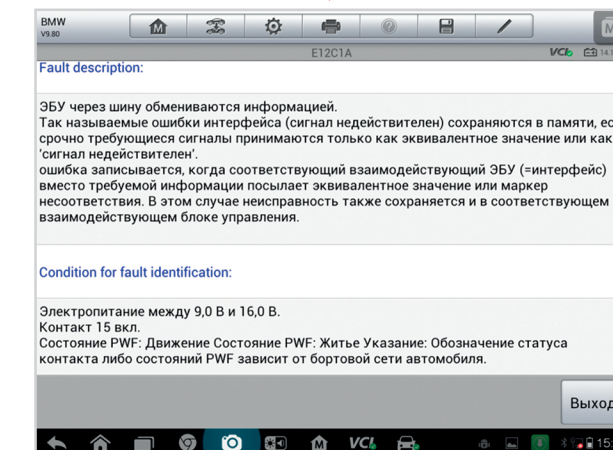 BMW
V9.80
E12C1A
VCI 14.1
Fault description:
ЭБУ через шину обмениваются информацией.
Так называемые ошибки интерфейса (сигнал недействителен) сохраняются в памяти, ес
срочно требующиеся сигналы принимаются только как эквивалентное значение или как
'сигнал недействителен'.
ошибка записывается, когда соответствующий взаимодействующий ЭБУ (=интерфейс)
вместо требуемой информации посылает эквивалентное значение или маркер
несоответствия. В этом случае неисправность также сохраняется и в соответствующем
взаимодействующем блоке управления.
Condition for fault identification:
Электропитание между 9,0 В и 16,0 В.
Контакт 15 вкл.
Состояние PWF: Движение Состояние PWF: Житье Указание: Обозначение статуса
контакта либо состояний PWF зависит от бортовой сети автомобиля.
Выход
VCI 15: